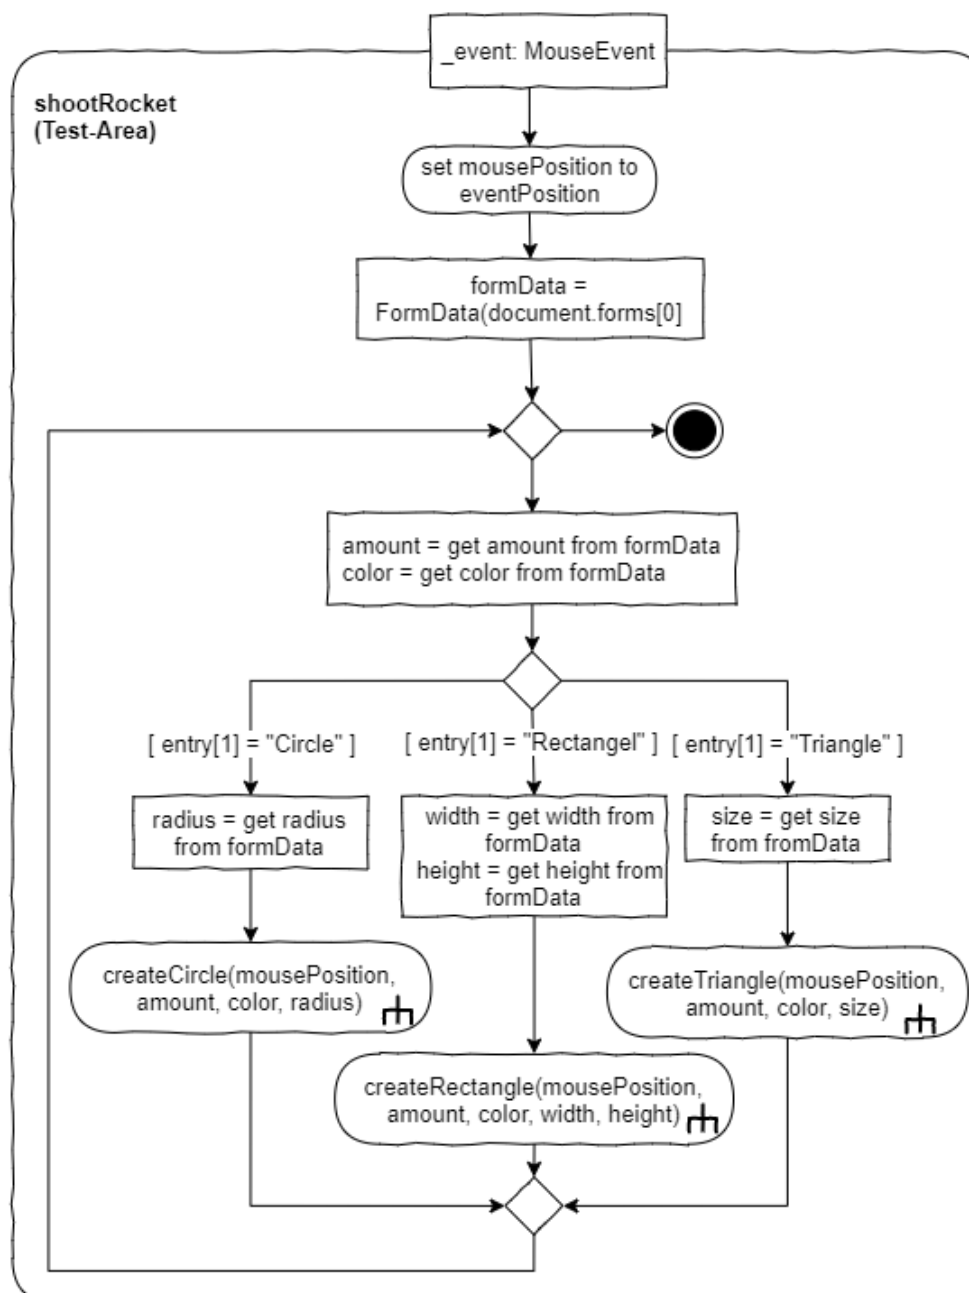 _event: MouseEvent
shootRocket
(Test-Area)
set mousePosition to
eventPosition
formData =
FormData(document.forms[0]
amount = get amount from formData
color = get color from formData
[ entry[1] = "Circle" ]
[ entry[1] = "Rectangel" ]
[ entry[1] = "Triangle" ]
radius = get radius
from formData
width = get width from
formData
height = get height from
formData
size = get size
from fromData
createCircle(mousePosition,
amount, color, radius)
createTriangle(mousePosition,
amount, color, size)
createRectangle(mousePosition,
amount, color, width, height)